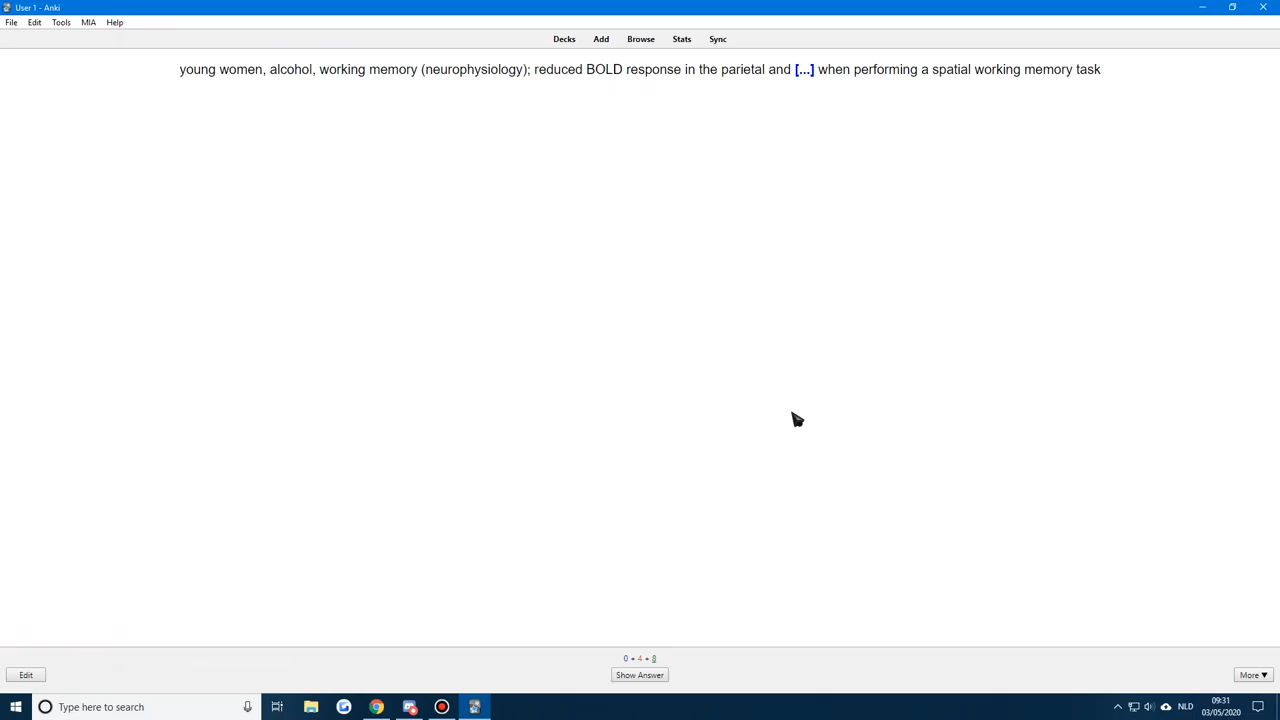 User 1 - Anki
File Edit Tools MIA Help
Decks Add Browse Stats Sync
young women, alcohol, working memory (neurophysiology); reduced BOLD response in the parietal and [...] when performing a spatial working memory task
0 + 4 + 8
Edit Show Answer More ▼
Type here to search NLD 09:31
03/05/2020